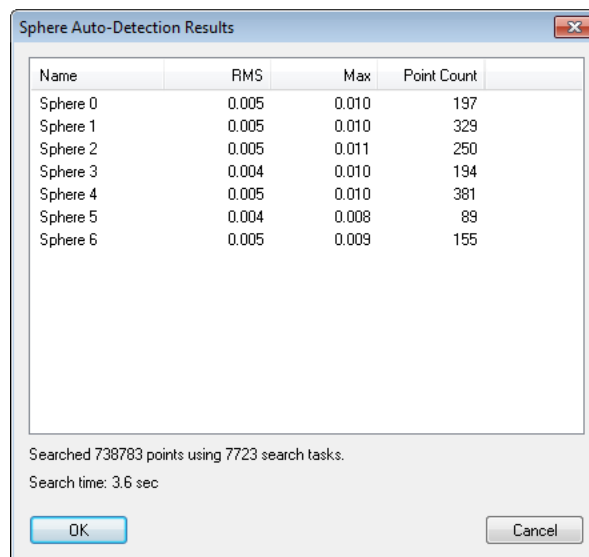 Sphere Auto-Detection Results
Name RMS Max Point Count
Sphere 0 0.005 0.010 197
Sphere 1 0.005 0.010 329
Sphere 2 0.005 0.011 250
Sphere 3 0.004 0.010 194
Sphere 4 0.005 0.010 381
Sphere 5 0.004 0.008 89
Sphere 6 0.005 0.009 155
Searched 738783 points using 7723 search tasks.
Search time: 3.6 sec
OK Cancel